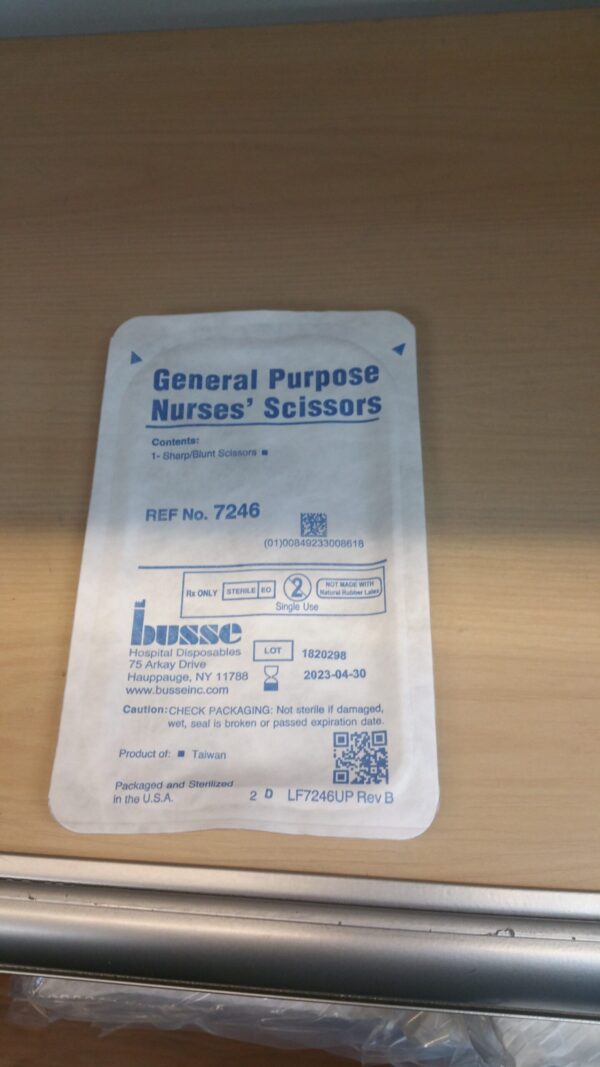 General Purpose
Nurses' Scissors
Contents:
1- Sharp/Blunt Scissors
REF No. 7246
(01)00849233008618
Rx ONLY STERILE EO 2 NOT MADE WITH
Natural Rubber Latex
Single Use
busse
Hospital Disposables
75 Arkay Drive
Hauppauge, NY 11788
www.busseinc.com
LOT 1820298
2023-04-30
Caution: CHECK PACKAGING: Not sterile if damaged,
wet, seal is broken or passed expiration date.
Product of: Taiwan
Packaged and Sterilized
in the U.S.A.
2 D LF7246UP Rev B